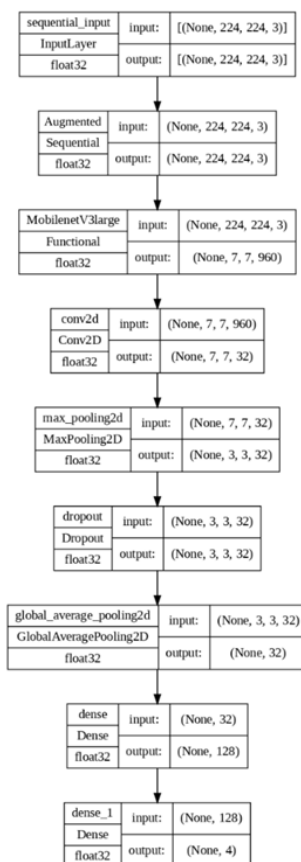 sequential_input input: [(None, 224, 224, 3)]
InputLayer
float32 output: [(None, 224, 224, 3)]
Augmented input: (None, 224, 224, 3)
Sequential
float32 output: (None, 224, 224, 3)
MobilenetV3large input: (None, 224, 224, 3)
Functional
float32 output: (None, 7, 7, 960)
conv2d input: (None, 7, 7, 960)
Conv2D
float32 output: (None, 7, 7, 32)
max_pooling2d input: (None, 7, 7, 32)
MaxPooling2D
float32 output: (None, 3, 3, 32)
dropout input: (None, 3, 3, 32)
Dropout
float32 output: (None, 3, 3, 32)
global_average_pooling2d input: (None, 3, 3, 32)
GlobalAveragePooling2D
float32 output: (None, 32)
dense input: (None, 32)
Dense
float32 output: (None, 128)
dense_1 input: (None, 128)
Dense
float32 output: (None, 4)